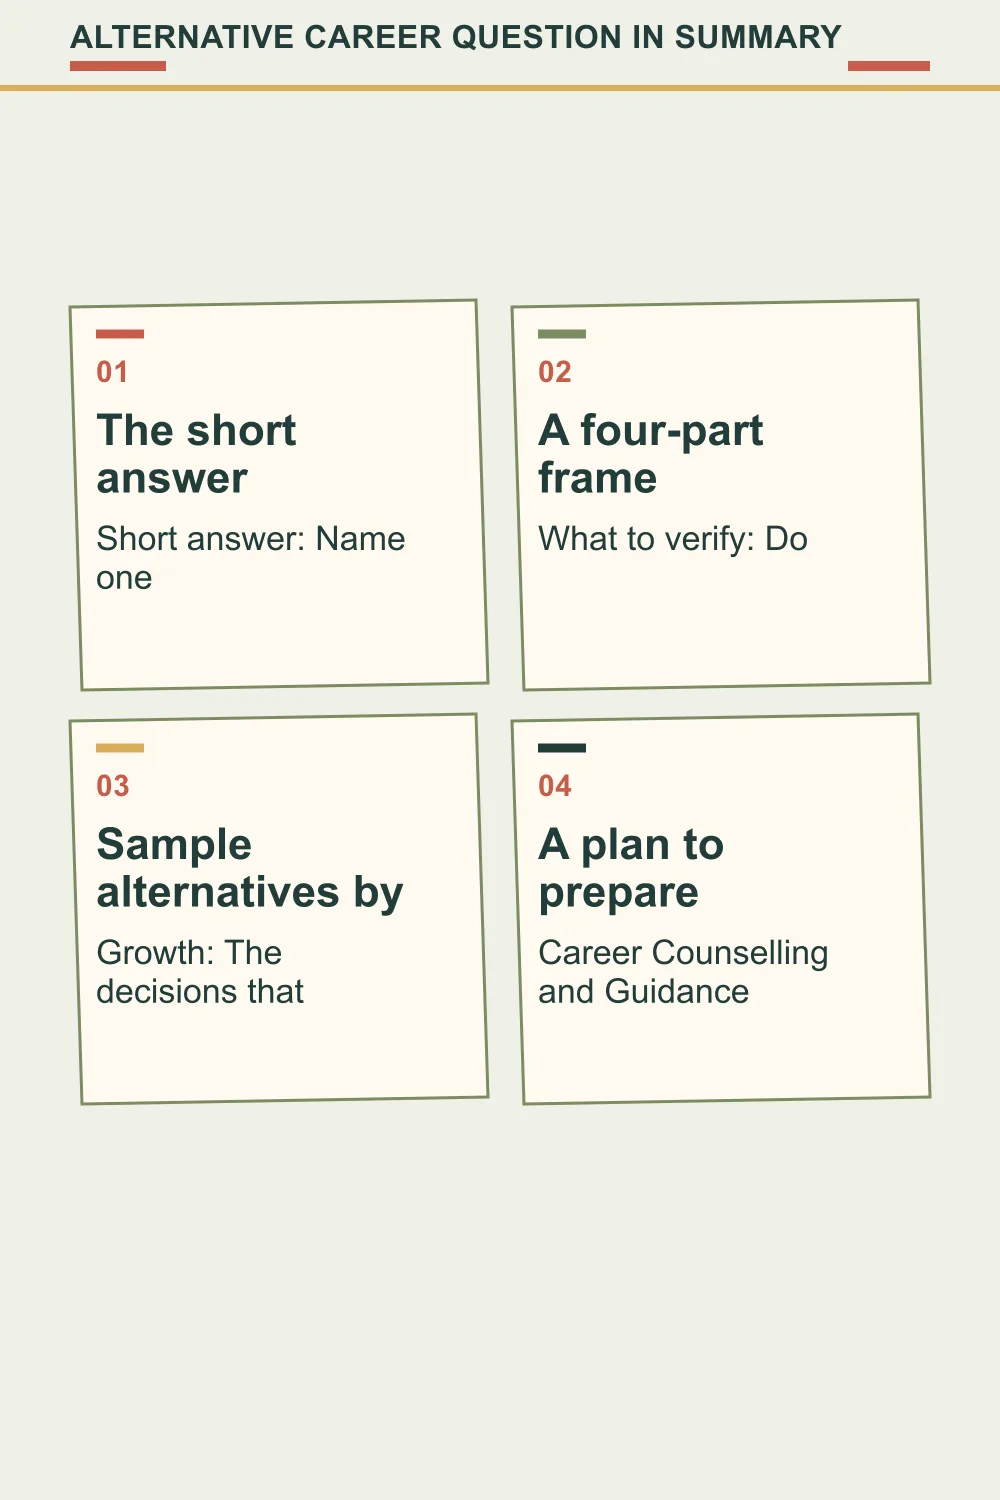 ALTERNATIVE CAREER QUESTION IN SUMMARY
01
The short
answer
Short answer: Name
one
02
A four-part
frame
What to verify: Do
03
Sample
alternatives by
Growth: The
decisions that
04
A plan to
prepare
Career Counselling
and Guidance